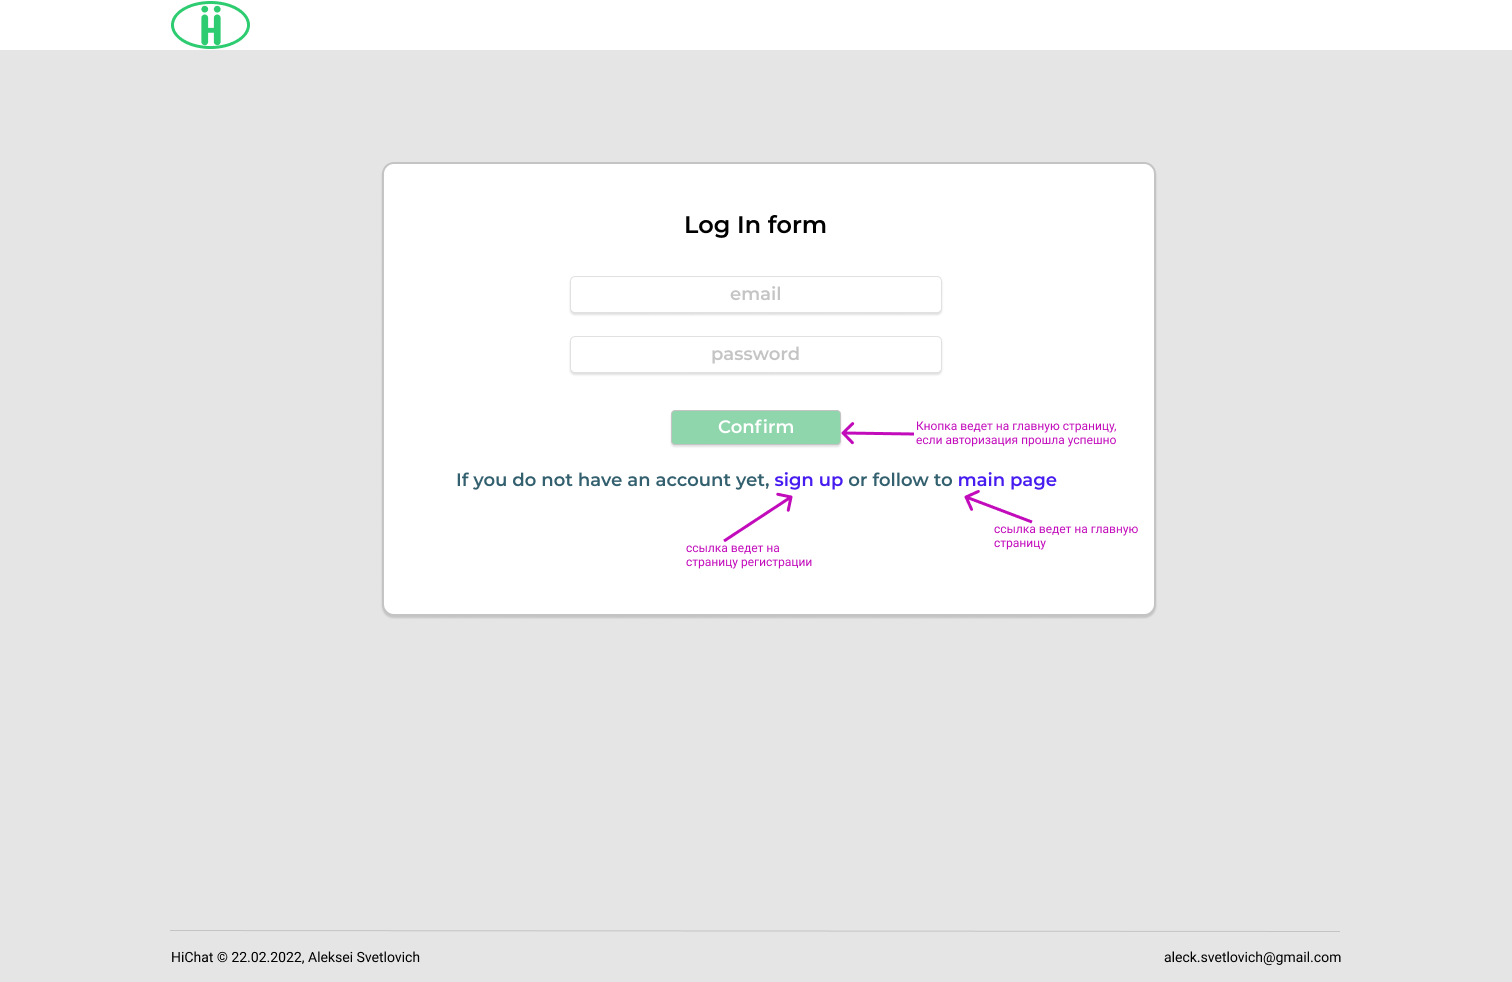 Log In form
email
password
Confirm
Кнопка ведет на главную страницу,
если авторизация прошла успешно
If you do not have an account yet, sign up or follow to main page
ссылка ведет на главную
страницу
ссылка ведет на
страницу регистрации
HiChat © 22.02.2022, Aleksei Svetlovich
aleck.svetlovich@gmail.com